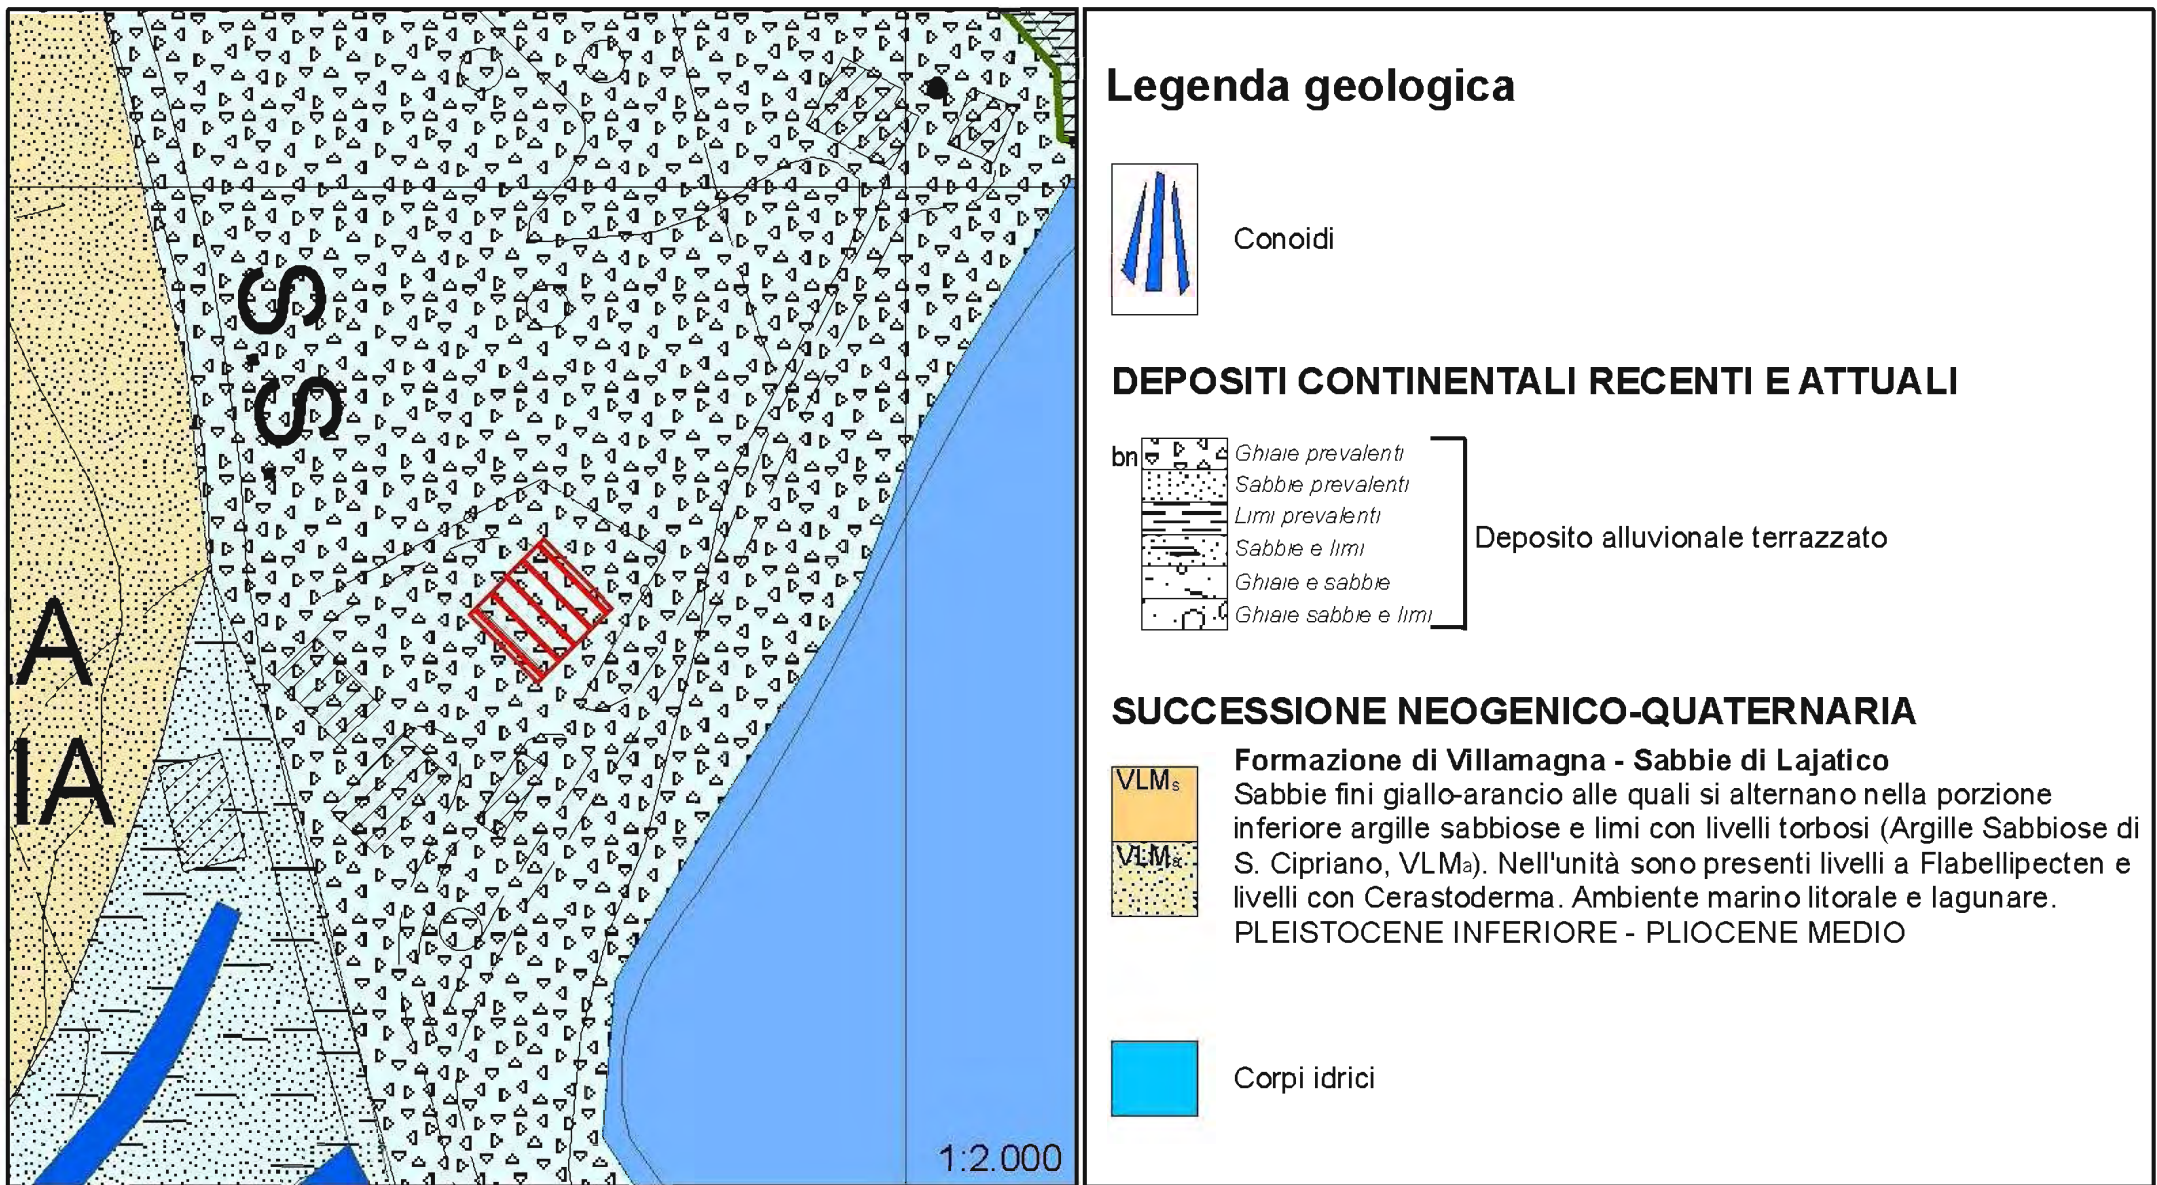 S.S.
A
IA
1:2.000
Legenda geologica
Conoidi
DEPOSITI CONTINENTALI RECENTI E ATTUALI
bn
Ghiaie prevalenti
Sabbie prevalenti
Limi prevalenti
Sabbie e limi
Ghiaie e sabbie
Ghiaie sabbie e limi
Deposito alluvionale terrazzato
SUCCESSIONE NEOGENICO-QUATERNARIA
VLMs
VLMa
Formazione di Villamagna - Sabbie di Lajatico
Sabbie fini giallo-arancio alle quali si alternano nella porzione
inferiore argille sabbiose e limi con livelli torbosi (Argille Sabbiose di
S. Cipriano, VLMa). Nell'unità sono presenti livelli a Flabellipecten e
livelli con Cerastoderma. Ambiente marino litorale e lagunare.
PLEISTOCENE INFERIORE - PLIOCENE MEDIO
Corpi idrici